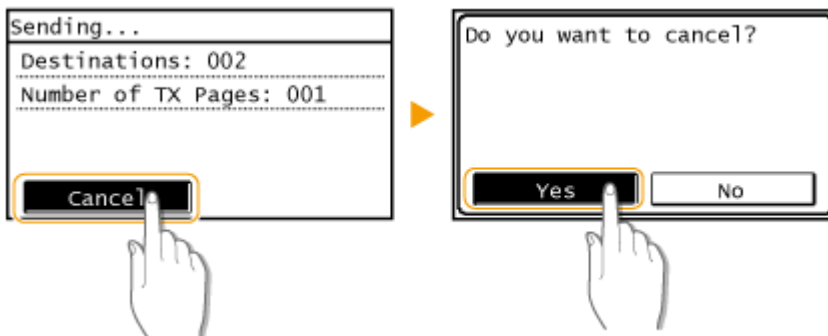 Sending...
Destinations: 002
Number of TX Pages: 001
Cancel
Do you want to cancel?
Yes
No